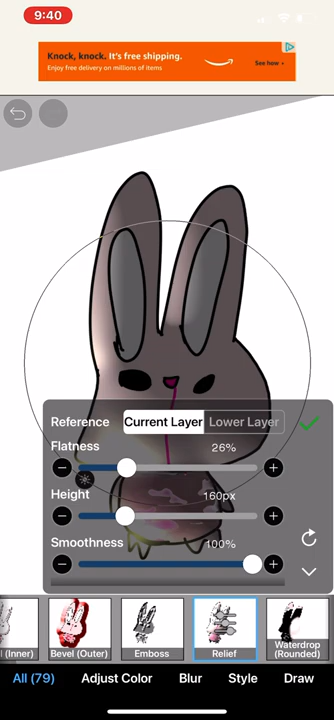 9:40
Knock, knock. It's free shipping.
Enjoy free delivery on millions of items
See how
Reference Current Layer Lower Layer
Flatness 26%
Height 160px
Smoothness 100%
l (Inner) Bevel (Outer) Emboss Relief Waterdrop
(Rounded)
All (79) Adjust Color Blur Style Draw